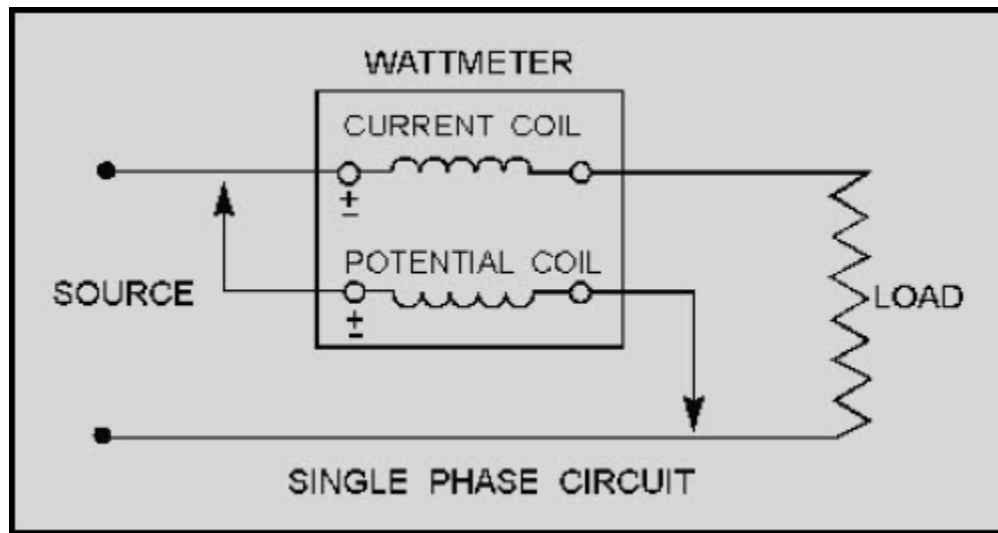 WATTMETER
CURRENT COIL
±
POTENTIAL COIL
SOURCE
LOAD
±
SINGLE PHASE CIRCUIT